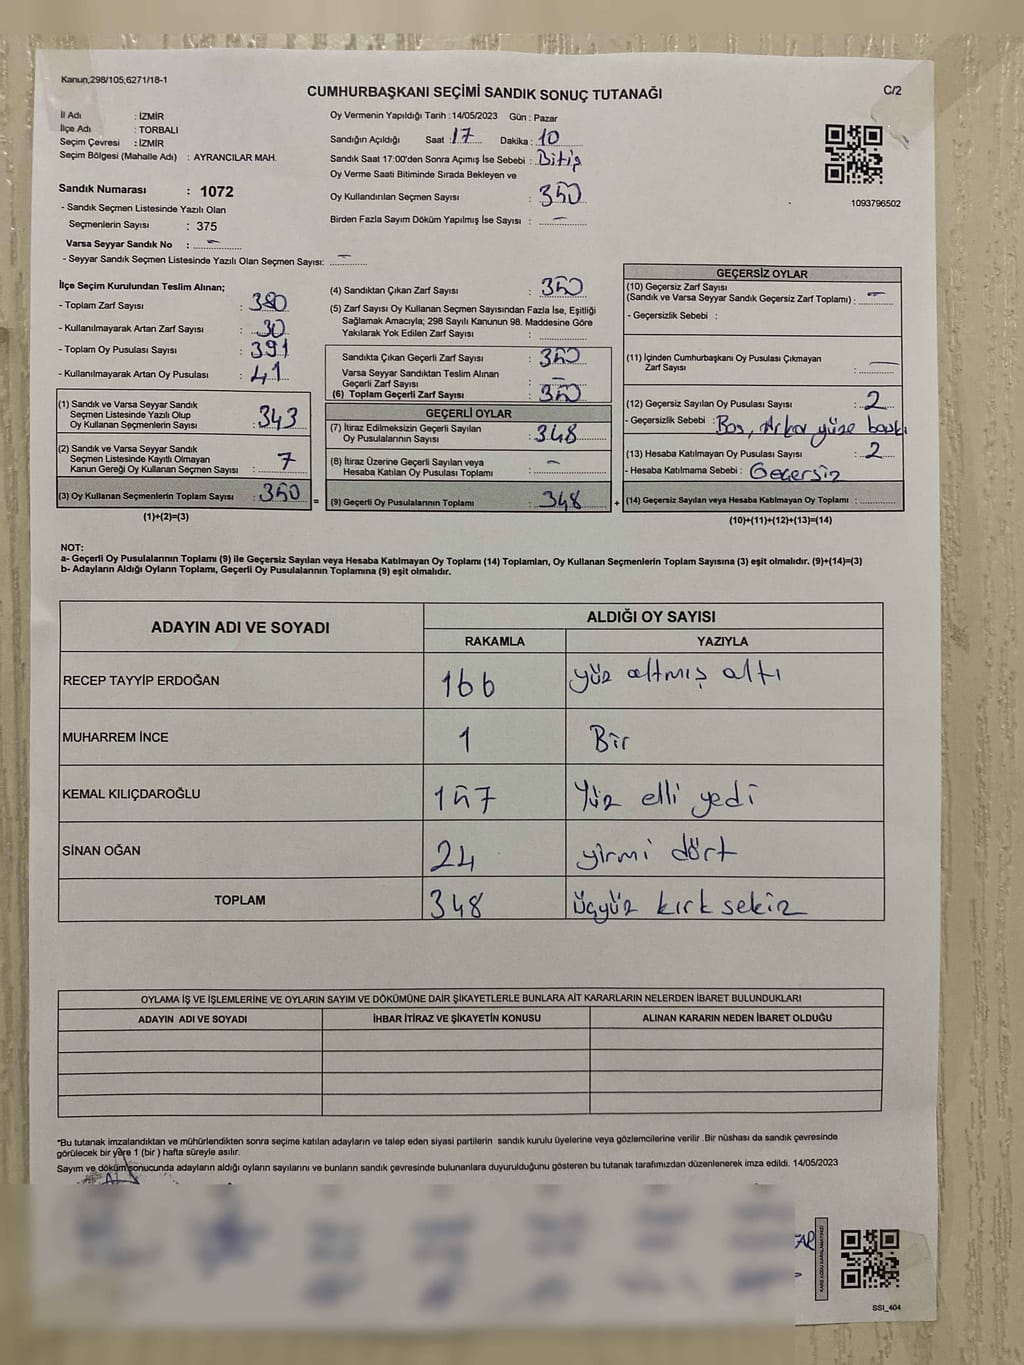 Kanun;298/105,6271/18-1
CUMHURBAŞKANI SEÇİMİ SANDIK SONUÇ TUTANAĞI
C/2
İl Adı : İZMİR
İlçe Adı : TORBALI
Seçim Çevresi : İZMİR
Seçim Bölgesi (Mahalle Adı) : AYRANCILAR MAH.
Sandık Numarası : 1072
- Sandık Seçmen Listesinde Yazılı Olan
Seçmenlerin Sayısı : 375
Varsa Seyyar Sandık No : –
- Seyyar Sandık Seçmen Listesinde Yazılı Olan Seçmen Sayısı: –
Oy Vermenin Yapıldığı Tarih : 14/05/2023 Gün : Pazar
Sandığın Açıldığı Saat : 17 Dakika : 10
Sandık Saat 17:00'den Sonra Açımış İse Sebebi : Bitiş
Oy Verme Saati Bitiminde Sırada Bekleyen ve
Oy Kullandırılan Seçmen Sayısı : 350
Birden Fazla Sayım Döküm Yapılmış İse Sayısı : –
1093796502
İlçe Seçim Kurulundan Teslim Alınan;
- Toplam Zarf Sayısı : 380
- Kullanılmayarak Artan Zarf Sayısı : 30
- Toplam Oy Pusulası Sayısı : 391
- Kullanılmayarak Artan Oy Pusulası : 41
(1) Sandık ve Varsa Seyyar Sandık
Seçmen Listesinde Yazılı Olup
Oy Kullanan Seçmenlerin Sayısı : 343
(2) Sandık ve Varsa Seyyar Sandık
Seçmen Listesinde Kayıtlı Olmayan
Kanun Gereği Oy Kullanan Seçmen Sayısı : 7
(3) Oy Kullanan Seçmenlerin Toplam Sayısı : 350 =
(1)+(2)=(3)
(4) Sandıktan Çıkan Zarf Sayısı : 350
(5) Zarf Sayısı Oy Kullanan Seçmen Sayısından Fazla İse, Eşitliği
Sağlamak Amacıyla; 298 Sayılı Kanunun 98. Maddesine Göre
Yakılarak Yok Edilen Zarf Sayısı :
Sandıkta Çıkan Geçerli Zarf Sayısı : 350
Varsa Seyyar Sandıktan Teslim Alınan
Geçerli Zarf Sayısı : –
(6) Toplam Geçerli Zarf Sayısı : 350
GEÇERLİ OYLAR
(7) İtiraz Edilmeksizin Geçerli Sayılan
Oy Pusulalarının Sayısı : 348
(8) İtiraz Üzerine Geçerli Sayılan veya
Hesaba Katılan Oy Pusulası Toplamı : –
(9) Geçerli Oy Pusulalarının Toplamı : 348 +
GEÇERSİZ OYLAR
(10) Geçersiz Zarf Sayısı
(Sandık ve Varsa Seyyar Sandık Geçersiz Zarf Toplamı) : –
- Geçersizlik Sebebi :
(11) İçinden Cumhurbaşkanı Oy Pusulası Çıkmayan
Zarf Sayısı : –
(12) Geçersiz Sayılan Oy Pusulası Sayısı : 2
- Geçersizlik Sebebi : Boş, Arka yüze baskı
(13) Hesaba Katılmayan Oy Pusulası Sayısı : 2
- Hesaba Katılmama Sebebi : Geçersiz
(14) Geçersiz Sayılan veya Hesaba Katılmayan Oy Toplamı :
(10)+(11)+(12)+(13)=(14)
NOT:
a- Geçerli Oy Pusulalarının Toplamı (9) ile Geçersiz Sayılan veya Hesaba Katılmayan Oy Toplamı (14) Toplamları, Oy Kullanan Seçmenlerin Toplam Sayısına (3) eşit olmalıdır. (9)+(14)=(3)
b- Adayların Aldığı Oyların Toplamı, Geçerli Oy Pusulalarının Toplamına (9) eşit olmalıdır.
ADAYIN ADI VE SOYADI ALDIĞI OY SAYISI
RAKAMLA YAZIYLA
RECEP TAYYİP ERDOĞAN 166 yüz altmış altı
MUHARREM İNCE 1 Bir
KEMAL KILIÇDAROĞLU 157 Yüz elli yedi
SİNAN OĞAN 24 yirmi dört
TOPLAM 348 üçyüz kırk sekiz
OYLAMA İŞ VE İŞLEMLERİNE VE OYLARIN SAYIM VE DÖKÜMÜNE DAİR ŞİKAYETLERLE BUNLARA AİT KARARLARIN NELERDEN İBARET BULUNDUKLARI
ADAYIN ADI VE SOYADI İHBAR İTİRAZ VE ŞİKAYETİN KONUSU ALINAN KARARIN NEDEN İBARET OLDUĞU
*Bu tutanak imzalandıktan ve mühürlendikten sonra seçime katılan adayların ve talep eden siyasi partilerin sandık kurulu üyelerine veya gözlemcilerine verilir .Bir nüshası da sandık çevresinde
görülecek bir yere 1 (bir ) hafta süreyle asılır.
Sayım ve döküm sonucunda adayların aldığı oyların sayılarını ve bunların sandık çevresinde bulunanlara duyurulduğunu gösteren bu tutanak tarafımızdan düzenlenerek imza edildi. 14/05/2023
SSI_404